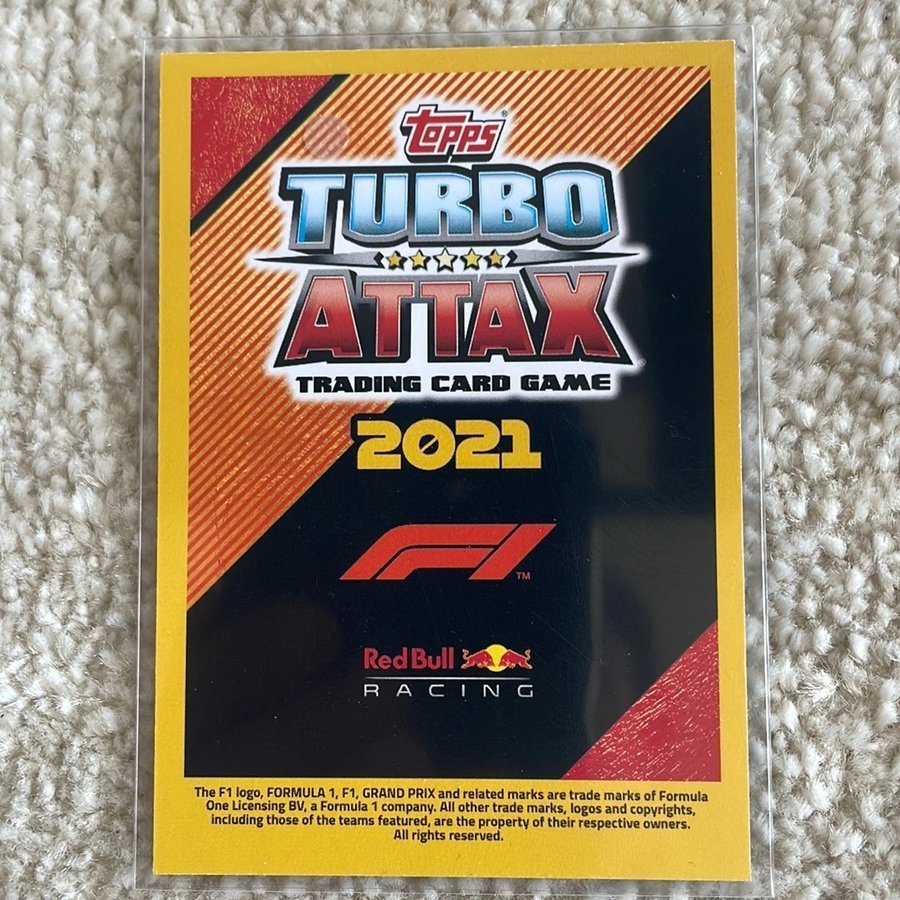 topps®
TURBO
ATTAX
TRADING CARD GAME
2021
F1™
Red Bull
RACING
The F1 logo, FORMULA 1, F1, GRAND PRIX and related marks are trade marks of Formula
One Licensing BV, a Formula 1 company. All other trade marks, logos and copyrights,
including those of the teams featured, are the property of their respective owners.
All rights reserved.